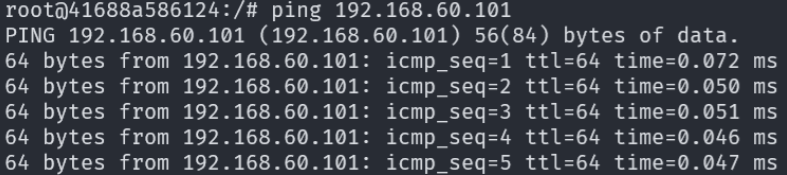 root@41688a586124:/# ping 192.168.60.101
PING 192.168.60.101 (192.168.60.101) 56(84) bytes of data.
64 bytes from 192.168.60.101: icmp_seq=1 ttl=64 time=0.072 ms
64 bytes from 192.168.60.101: icmp_seq=2 ttl=64 time=0.050 ms
64 bytes from 192.168.60.101: icmp_seq=3 ttl=64 time=0.051 ms
64 bytes from 192.168.60.101: icmp_seq=4 ttl=64 time=0.046 ms
64 bytes from 192.168.60.101: icmp_seq=5 ttl=64 time=0.047 ms